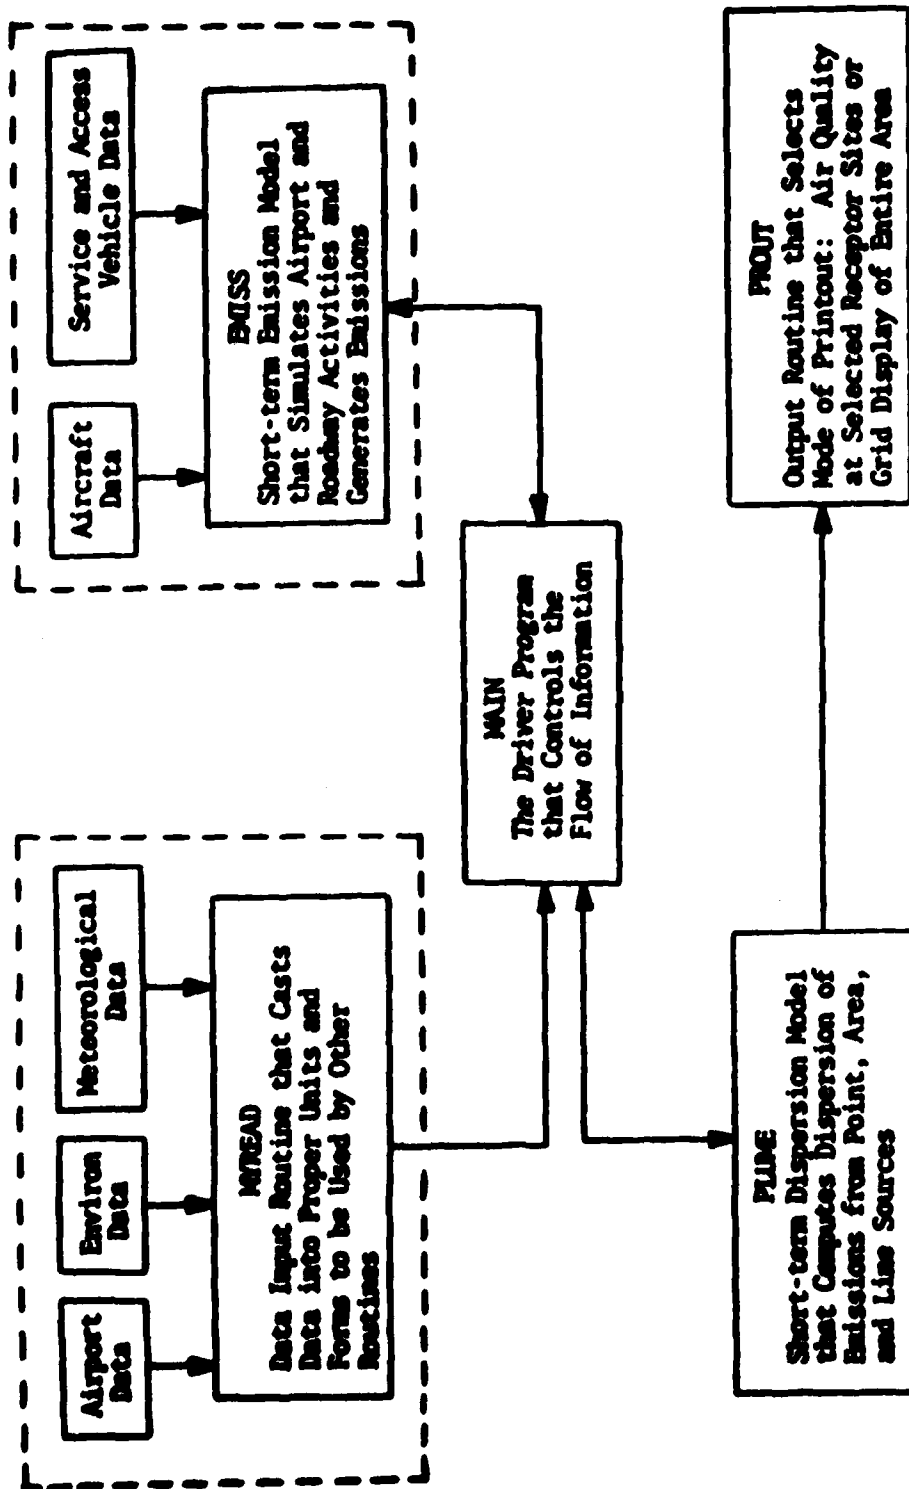 Airport
Data
Environ
Data
Meteorological
Data
MYREAD
Data Input Routine that Casts
Data into Proper Units and
Forms to be Used by Other
Routines
Aircraft
Data
Service and Access
Vehicle Data
EMISS
Short-term Emission Model
that Simulates Airport and
Roadway Activities and
Generates Emissions
MAIN
The Driver Program
that Controls the
Flow of Information
PLUME
Short-term Dispersion Model
that Computes Dispersion of
Emissions from Point, Area,
and Line Sources
PROUT
Output Routine that Selects
Mode of Printout: Air Quality
at Selected Receptor Sites or
Grid Display of Entire Area